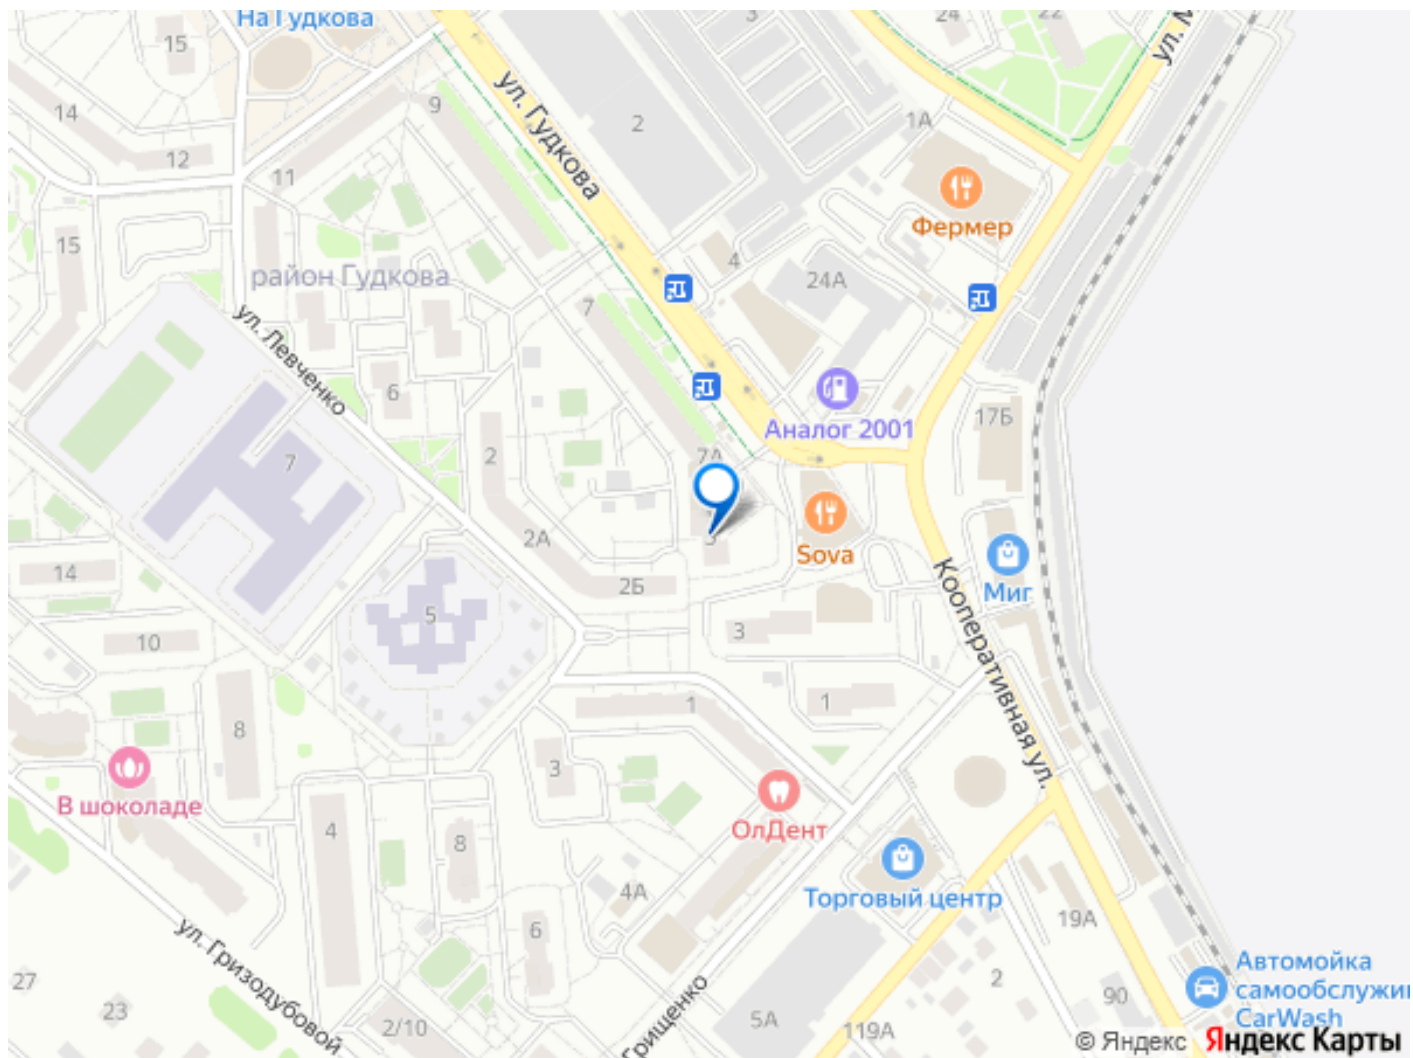 На Гудкова
3
24
22
ул. М
15
ул. Гудкова
14
9
2
1А
12
11
Фермер
15
район Гудкова
4
24А
7
ул. Левченко
6
Аналог 2001
17Б
7А
2
7
Sova
2А
14
2Б
Миг
5
Кооперативная ул.
3
10
1
1
8
3
В шоколаде
ОлДент
4
8
Торговый центр
4А
19А
6
ул. Гризодубовой
Грищенко
27
23
2
90
5А
119А
2/10
Автомойка
самообслужи
CarWash
© Яндекс Яндекс Карты